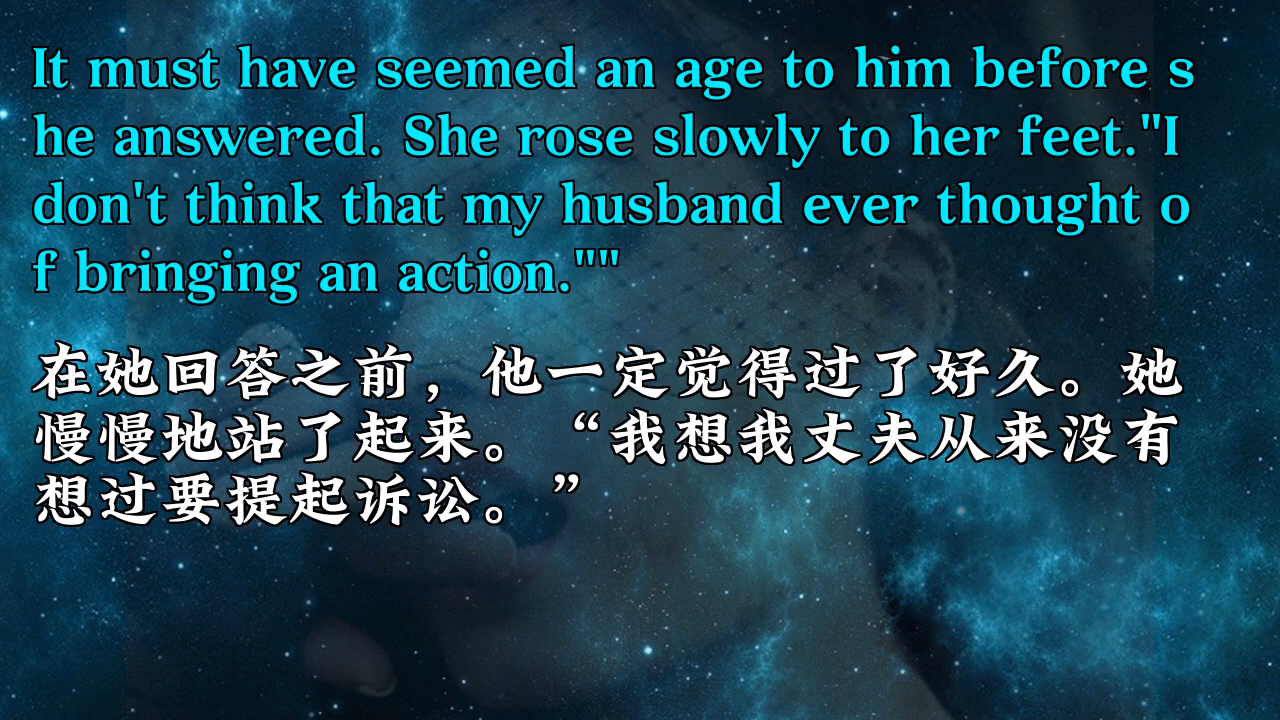 It must have seemed an age to him before s
he answered. She rose slowly to her feet."I
don't think that my husband ever thought o
f bringing an action.""
在她回答之前，他一定觉得过了好久。她
慢慢地站了起来。“我想我丈夫从来没有
想过要提起诉讼。”